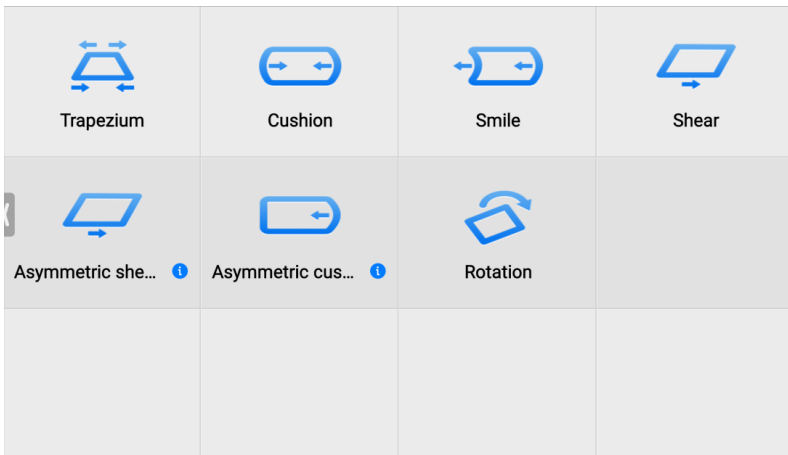 Trapezium
Cushion
Smile
Shear
Asymmetric she...
Asymmetric cus...
Rotation